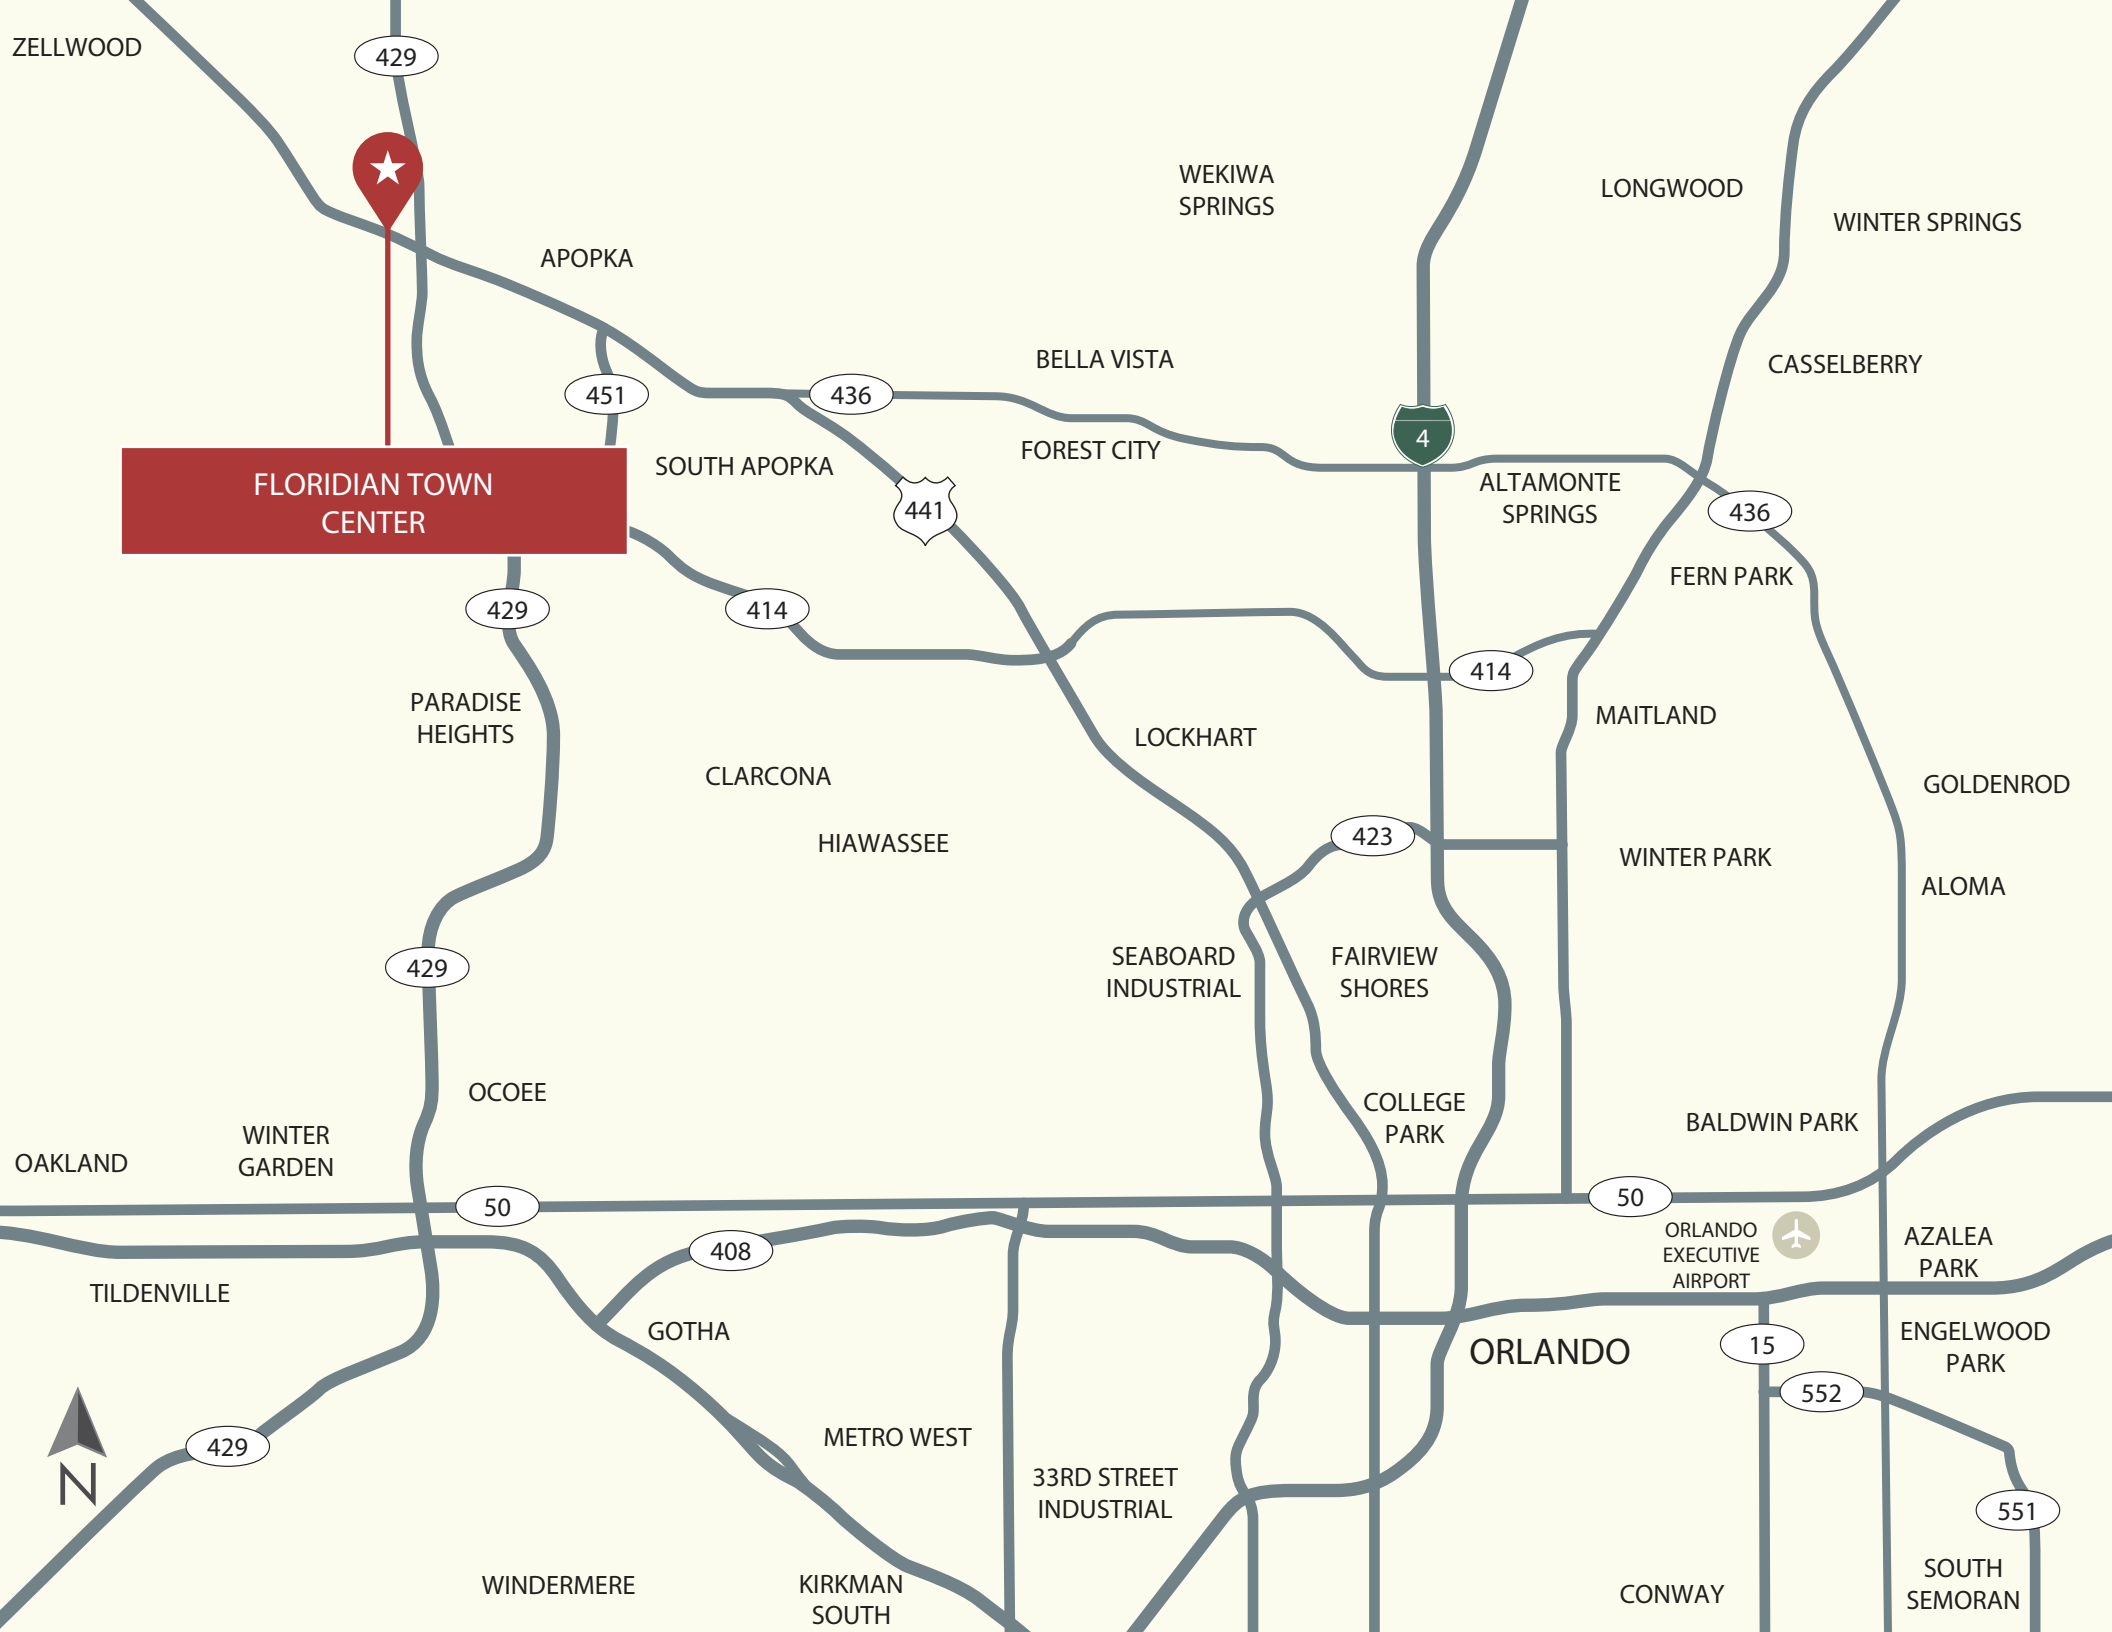 ZELLWOOD
429
WEKIWA
SPRINGS
LONGWOOD
WINTER SPRINGS
APOPKA
BELLA VISTA
CASSELBERRY
451
436
4
FOREST CITY
SOUTH APOPKA
FLORIDIAN TOWN
CENTER
441
ALTAMONTE
SPRINGS
436
FERN PARK
429
414
414
PARADISE
HEIGHTS
MAITLAND
LOCKHART
CLARCONA
GOLDENROD
423
HIAWASSEE
WINTER PARK
ALOMA
SEABOARD
INDUSTRIAL
FAIRVIEW
SHORES
429
OCOEE
COLLEGE
PARK
BALDWIN PARK
WINTER
GARDEN
OAKLAND
50
50
ORLANDO
EXECUTIVE
AIRPORT
AZALEA
PARK
408
TILDENVILLE
GOTHA
ORLANDO
15
ENGELWOOD
PARK
552
429
METRO WEST
N
33RD STREET
INDUSTRIAL
551
WINDERMERE
KIRKMAN
SOUTH
CONWAY
SOUTH
SEMORAN